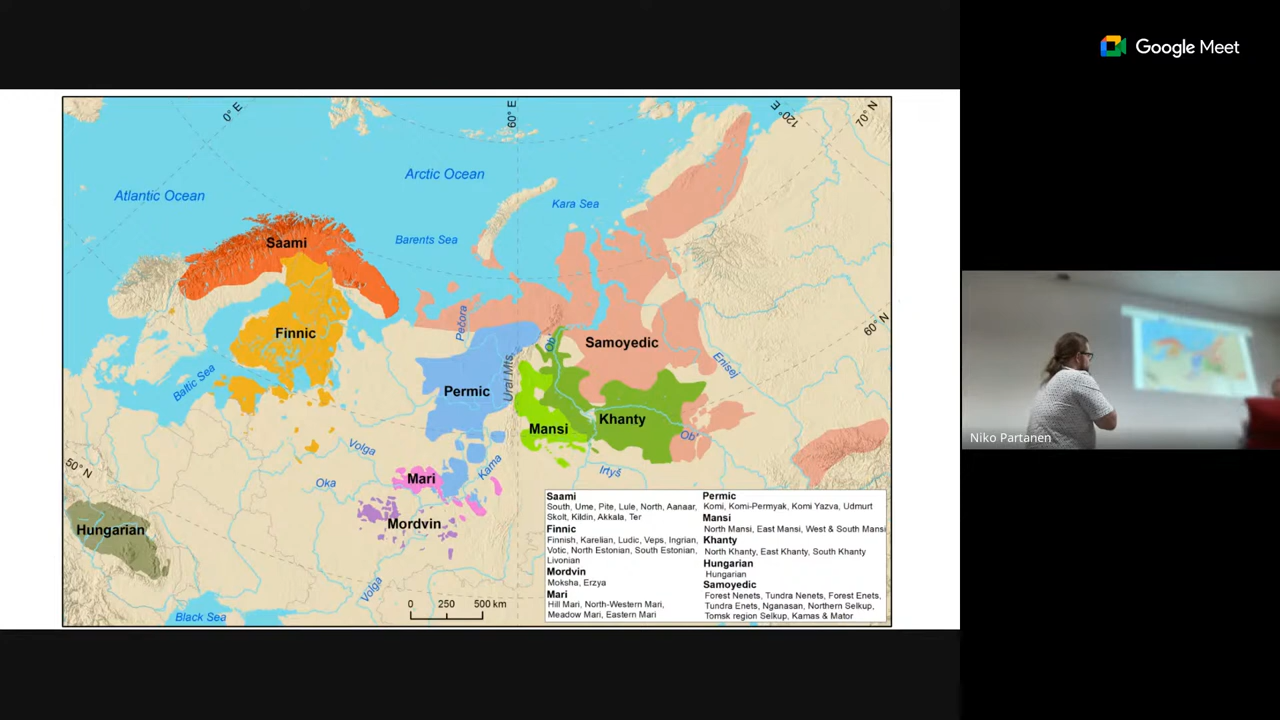 Google Meet
0° E
60° E
120° E
70° N
Atlantic Ocean
Arctic Ocean
Kara Sea
Barents Sea
Saami
Finnic
Pečora
Ob'
Samoyedic
60° N
Baltic Sea
Ural Mts.
Enisej
Permic
Mansi
Khanty
Ob'
Volga
Kama
Irtyš
50° N
Oka
Mari
Mordvin
Hungarian
Volga
Black Sea
0 250 500 km
Saami
South, Ume, Pite, Lule, North, Aanaar,
Skolt, Kildin, Akkala, Ter
Finnic
Finnish, Karelian, Ludic, Veps, Ingrian,
Votic, North Estonian, South Estonian,
Livonian
Mordvin
Moksha, Erzya
Mari
Hill Mari, North-Western Mari,
Meadow Mari, Eastern Mari
Permic
Komi, Komi-Permyak, Komi Yazva, Udmurt
Mansi
North Mansi, East Mansi, West & South Mansi
Khanty
North Khanty, East Khanty, South Khanty
Hungarian
Hungarian
Samoyedic
Forest Nenets, Tundra Nenets, Forest Enets,
Tundra Enets, Nganasan, Northern Selkup,
Tomsk region Selkup, Kamas & Mator
Niko Partanen